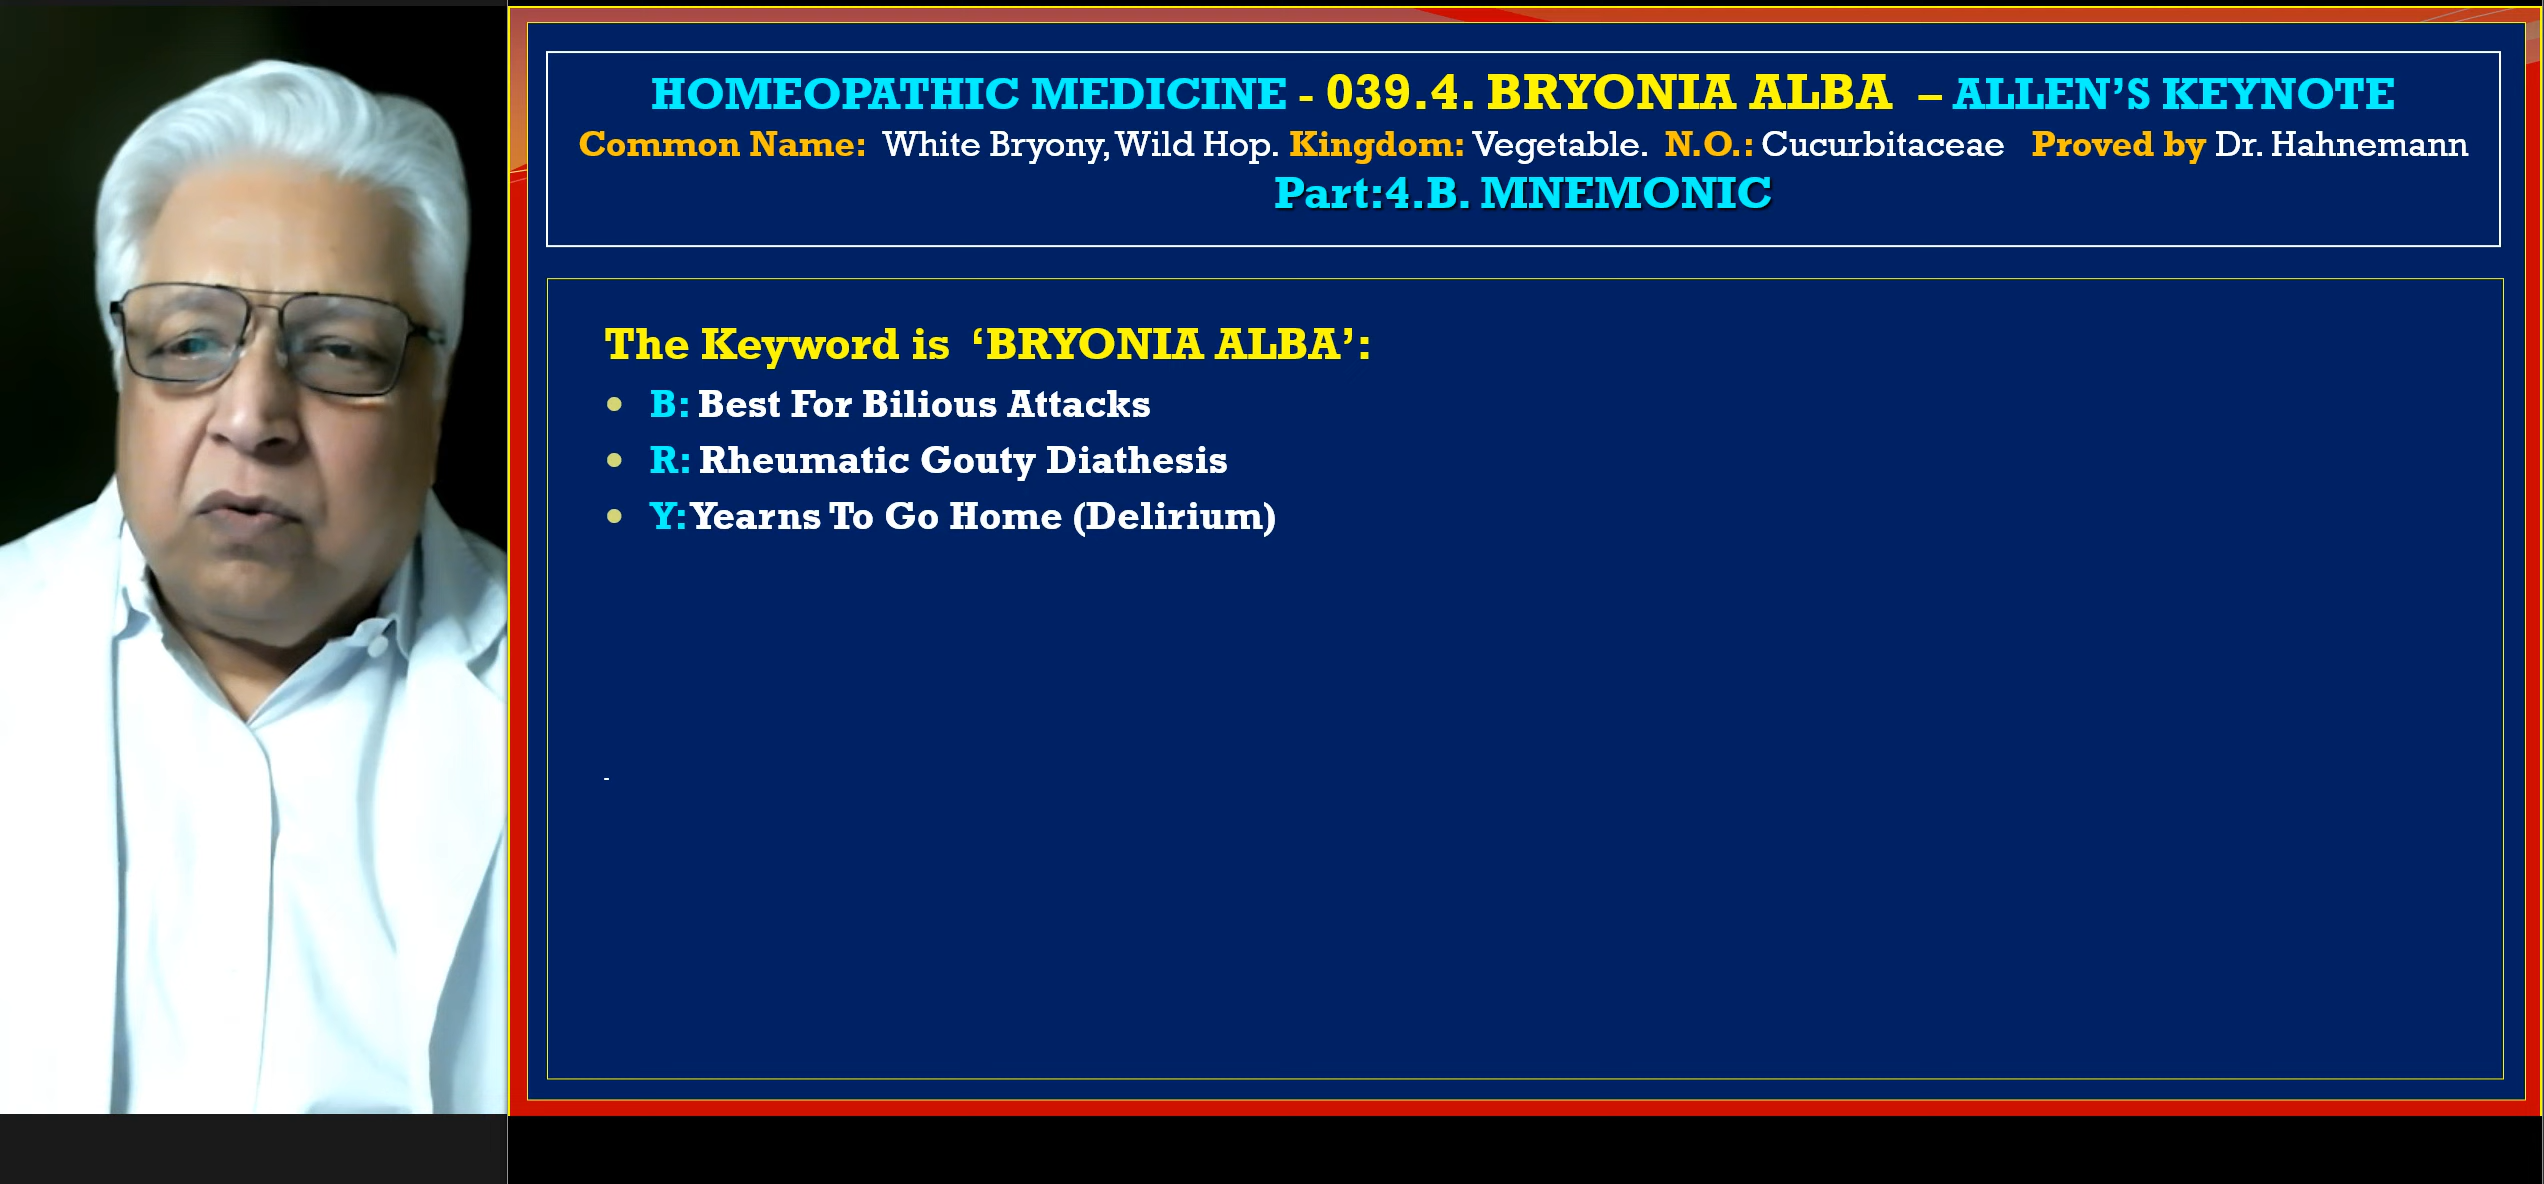 HOMEOPATHIC MEDICINE - 039.4. BRYONIA ALBA – ALLEN’S KEYNOTE
Common Name: White Bryony, Wild Hop. Kingdom: Vegetable. N.O.: Cucurbitaceae Proved by Dr. Hahnemann
Part:4.B. MNEMONIC
The Keyword is ‘BRYONIA ALBA’:
• B: Best For Bilious Attacks
• R: Rheumatic Gouty Diathesis
• Y: Yearns To Go Home (Delirium)
-